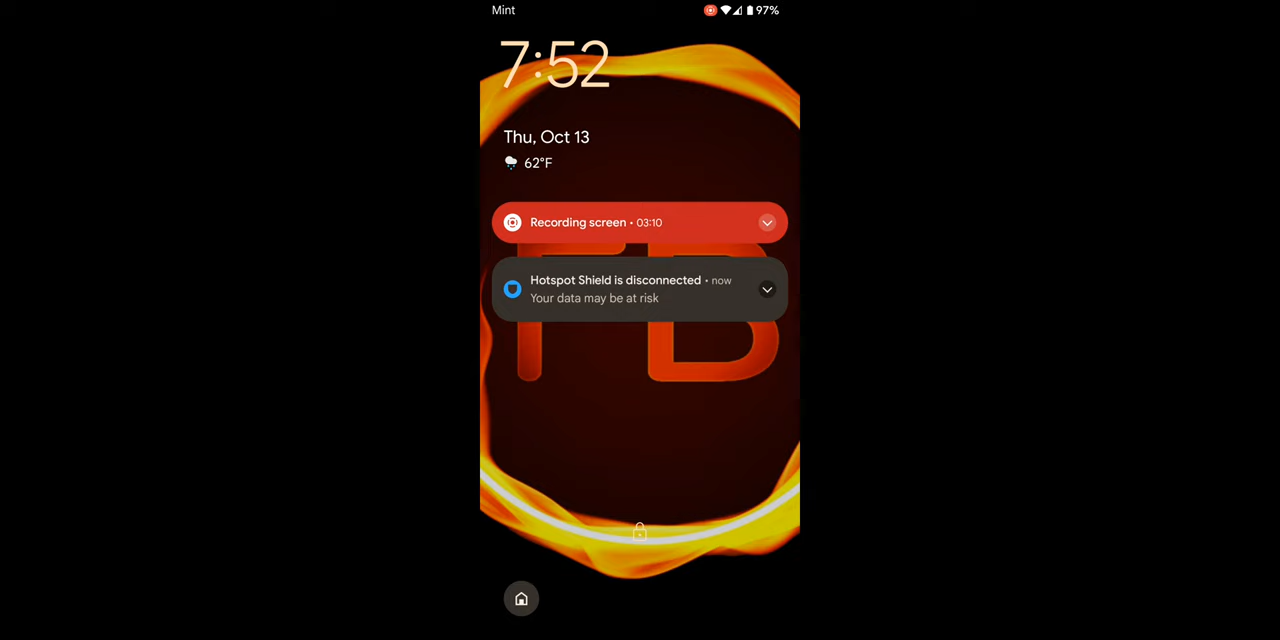 Mint 97%
7:52
Thu, Oct 13
62°F
Recording screen • 03:10
Hotspot Shield is disconnected • now
Your data may be at risk